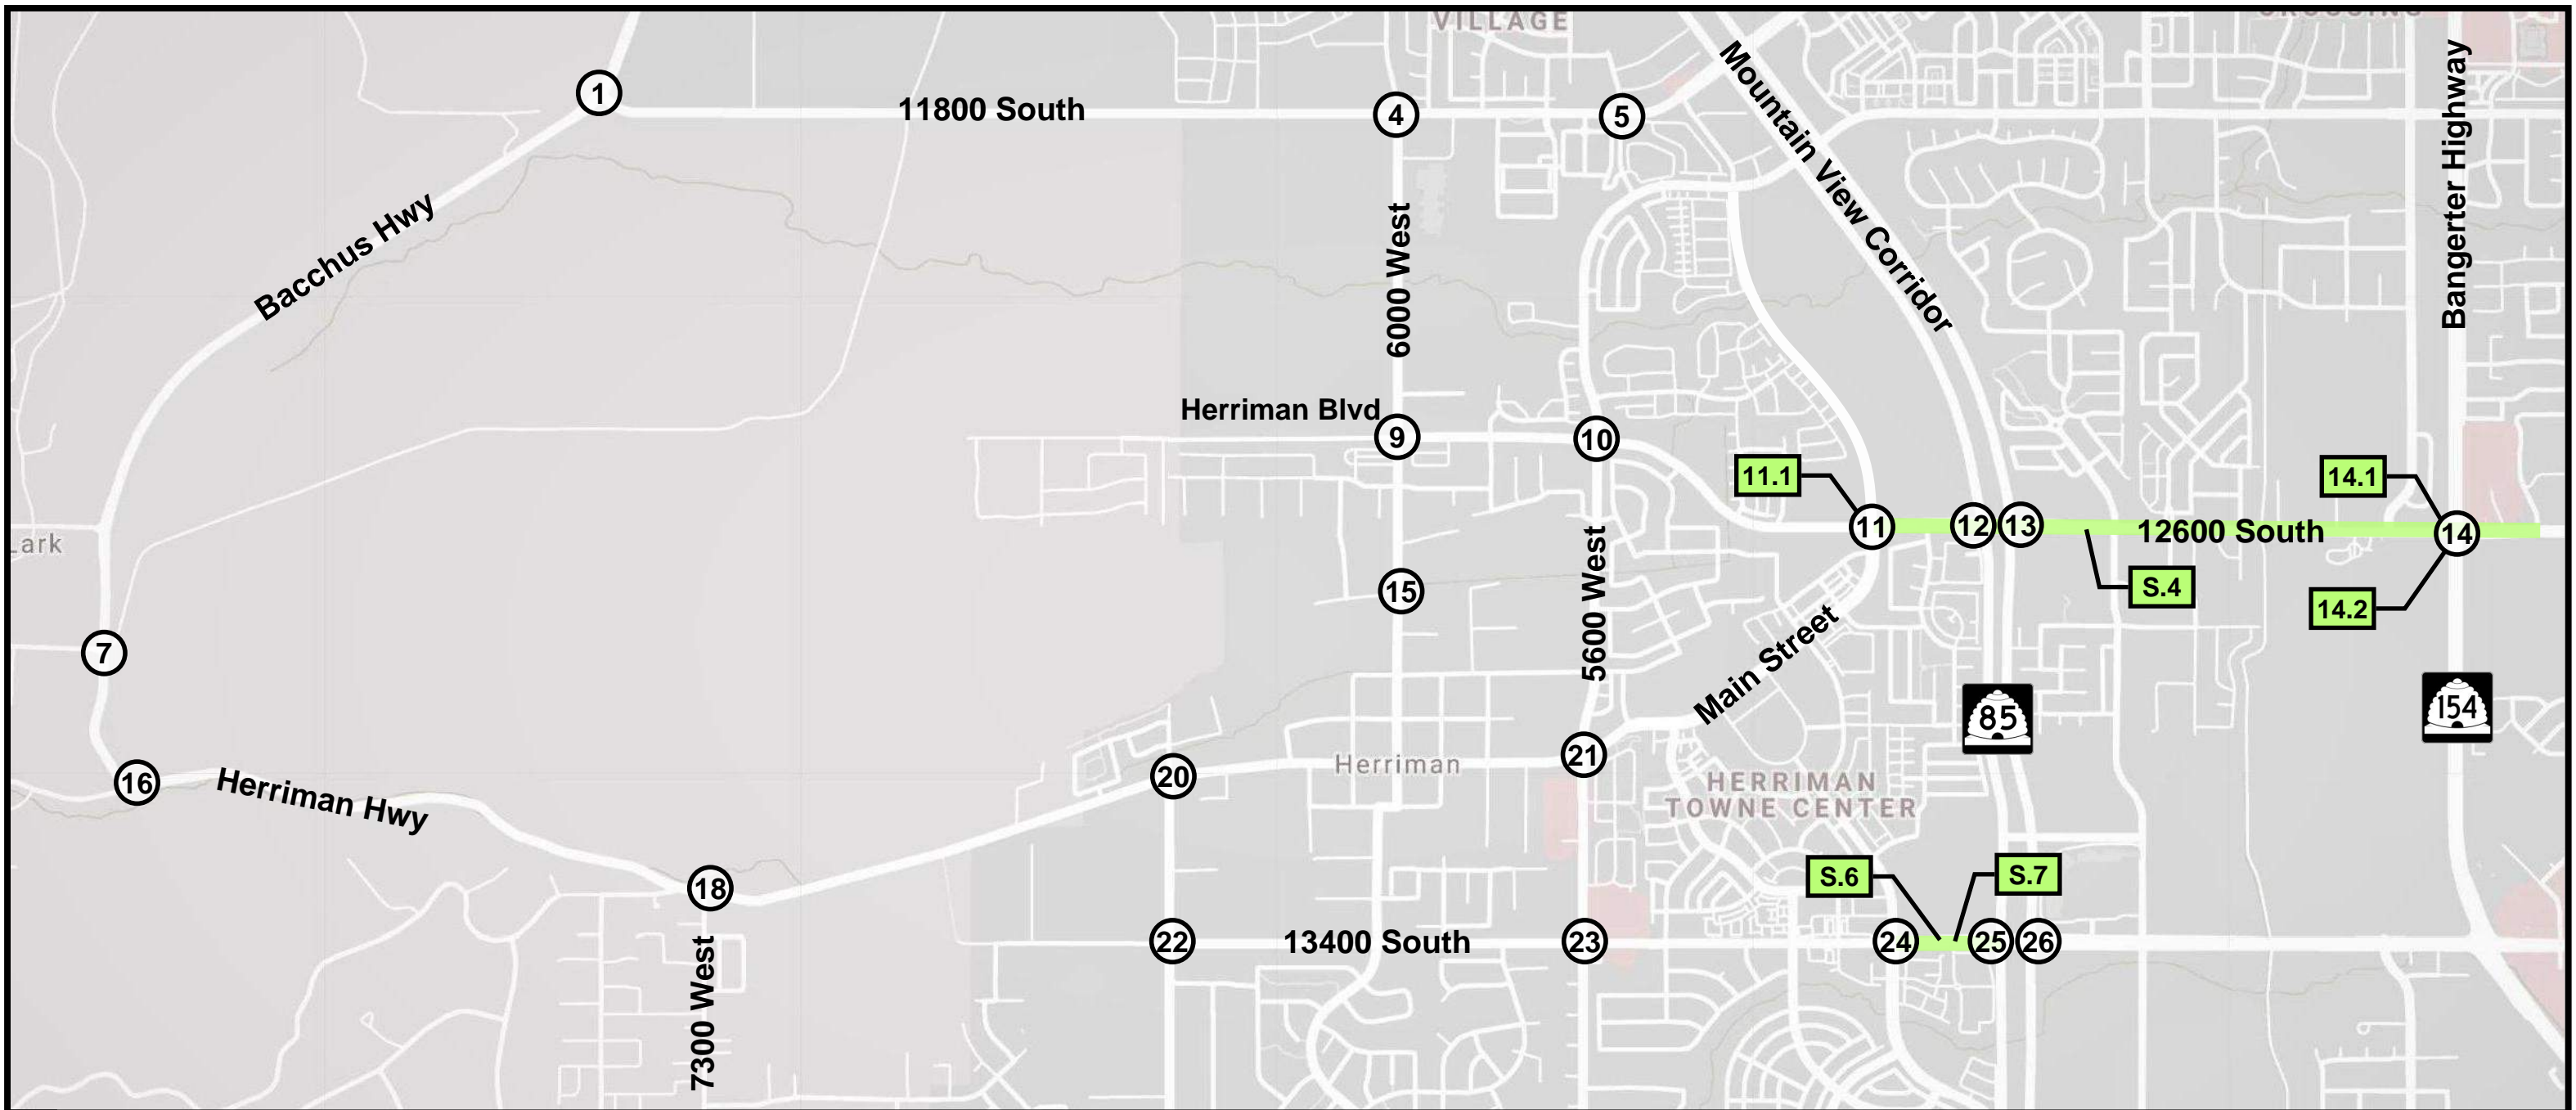 VILLAGE
CROSSING
1
11800 South
4
5
Mountain View Corridor
Bangerter Highway
Bacchus Hwy
6000 West
Herriman Blvd
9
10
11.1
14.1
11
12
13
12600 South
14
Lark
5600 West
S.4
14.2
15
7
Main Street
85
154
21
Herriman
20
16
Herriman Hwy
HERRIMAN
TOWNE CENTER
S.6
S.7
18
22
13400 South
23
24
25
26
7300 West